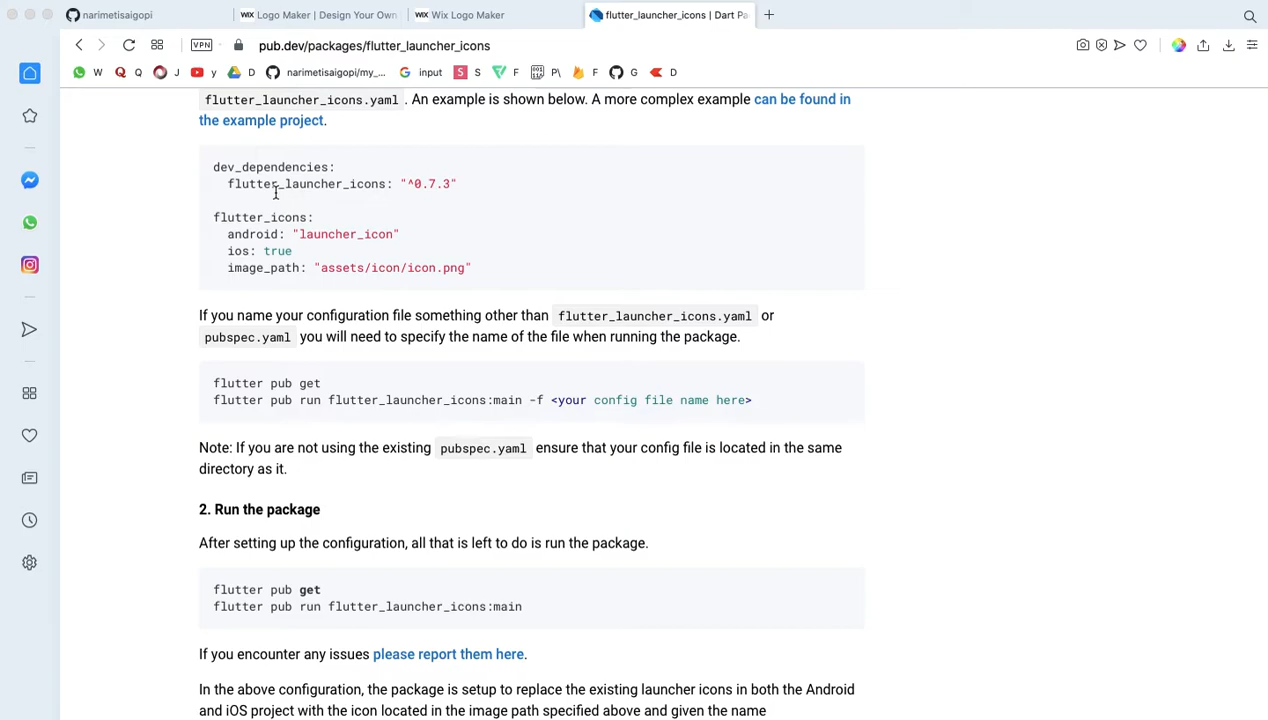 narimetisaigopi
WIX Logo Maker | Design Your Own
WIX Wix Logo Maker
flutter_launcher_icons | Dart Pa
VPN
pub.dev/packages/flutter_launcher_icons
W
Q
J
y
D
narimetisaigopi/my_...
input
S
F
P\
F
G
D
flutter_launcher_icons.yaml . An example is shown below. A more complex example can be found in
the example project.
dev_dependencies:
flutter_launcher_icons: "^0.7.3"
flutter_icons:
android: "launcher_icon"
ios: true
image_path: "assets/icon/icon.png"
If you name your configuration file something other than flutter_launcher_icons.yaml or
pubspec.yaml you will need to specify the name of the file when running the package.
flutter pub get
flutter pub run flutter_launcher_icons:main -f <your config file name here>
Note: If you are not using the existing pubspec.yaml ensure that your config file is located in the same
directory as it.
2. Run the package
After setting up the configuration, all that is left to do is run the package.
flutter pub get
flutter pub run flutter_launcher_icons:main
If you encounter any issues please report them here.
In the above configuration, the package is setup to replace the existing launcher icons in both the Android
and iOS project with the icon located in the image path specified above and given the name